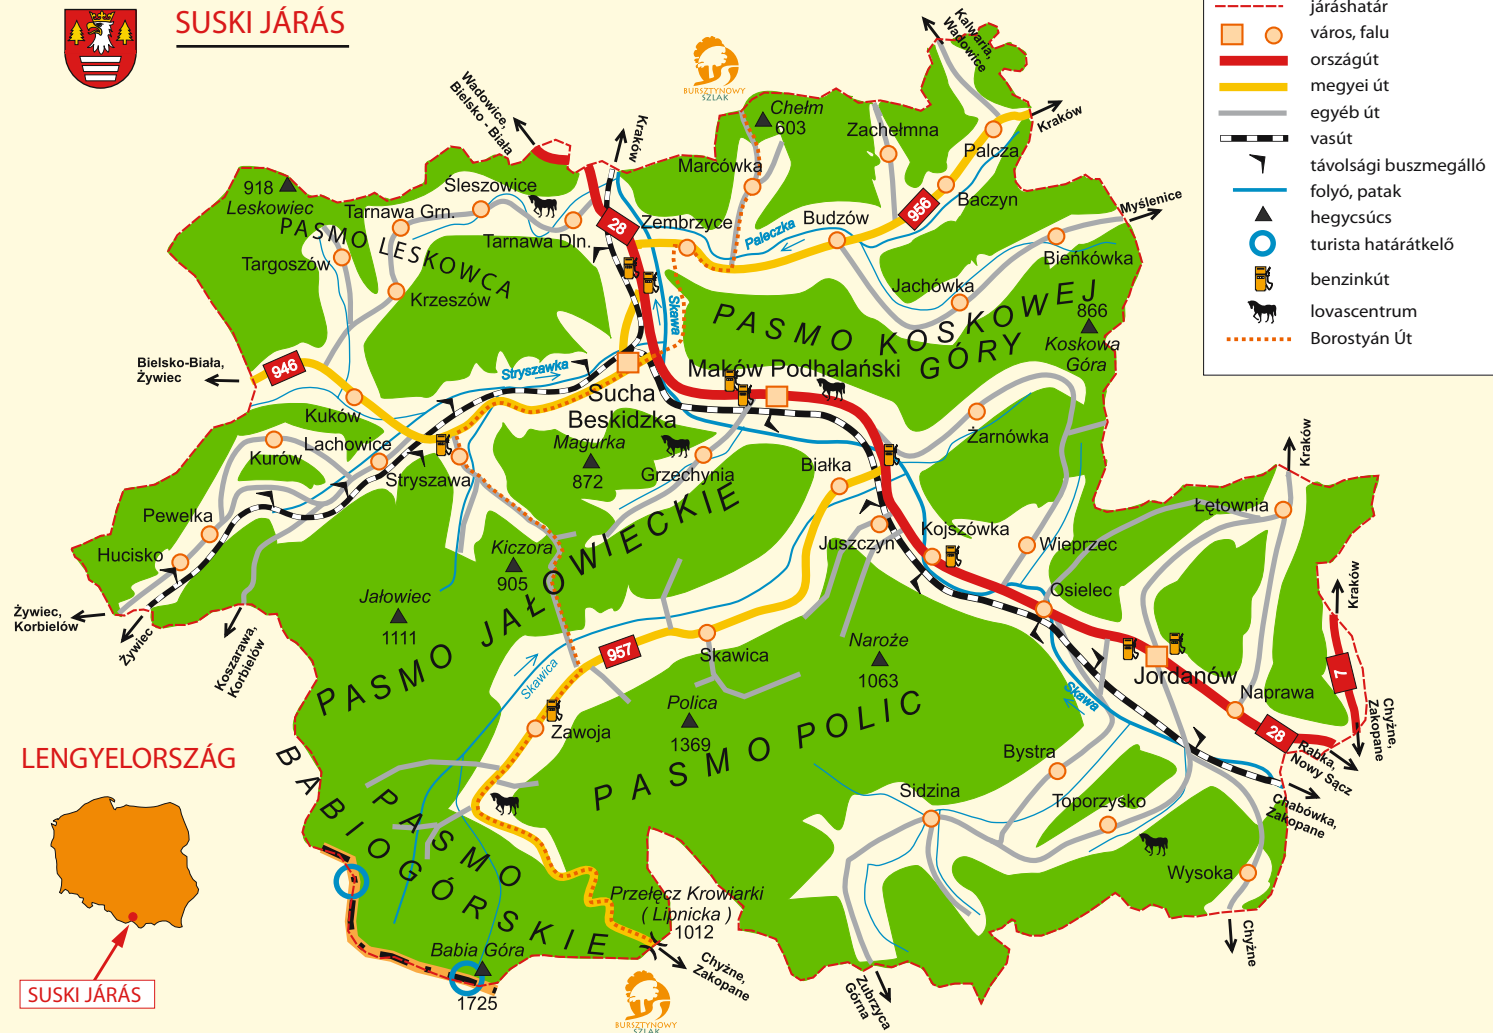 SUSKI JÁRÁS
járáshatár
város, falu
országút
megyei út
egyéb út
vasút
távolsági buszmegálló
folyó, patak
hegycsúcs
turista határátkelő
benzinkút
lovascentrum
Borostyán Út
BURSZTYNOWY
SZLAK
Wadowice,
Bielsko - Biała
Kraków
Kalwaria,
Wadowice
Kraków
Myślenice
Chełm
603
Zachełmna
Palcza
Marcówka
Baczyn
956
Budzów
Paleczka
Bieńkówka
Jachówka
918
Leskowiec
Śleszowice
Tarnawa Grn.
Tarnawa Dln.
PASMO LESKOWCA
Targoszów
Krzeszów
28
Zembrzyce
Skawa
PASMO KOSKOWEJ
GÓRY
866
Koskowa
Góra
Bielsko-Biała,
Żywiec
946
Stryszawka
Kuków
Sucha
Beskidzka
Maków Podhalański
Magurka
872
Grzechynia
Białka
Żarnówka
Lachowice
Kurów
Stryszawa
Pewelka
Hucisko
Kiczora
905
Juszczyn
Kojszówka
Wieprzec
Łętownia
Kraków
Kraków
Żywiec,
Korbielów
Żywiec
Koszarawa,
Korbielów
Jałowiec
1111
PASMO JAŁOWIECKIE
Osielec
957
Skawica
Skawica
Naroże
1063
Jordanów
Naprawa
7
28
Chyżne,
Zakopane
Rabka,
Nowy Sącz
Skawa
Polica
1369
PASMO POLIC
Zawoja
Bystra
Sidzina
Toporzysko
Chabówka,
Zakopane
Wysoka
Chyżne
LENGYELORSZÁG
SUSKI JÁRÁS
PASMO
BABIOGÓRSKIE
Przełęcz Krowiarki
( Lipnicka )
1012
Babia Góra
1725
Chyżne,
Zakopane
Zubrzyca
Górna
BURSZTYNOWY
SZLAK